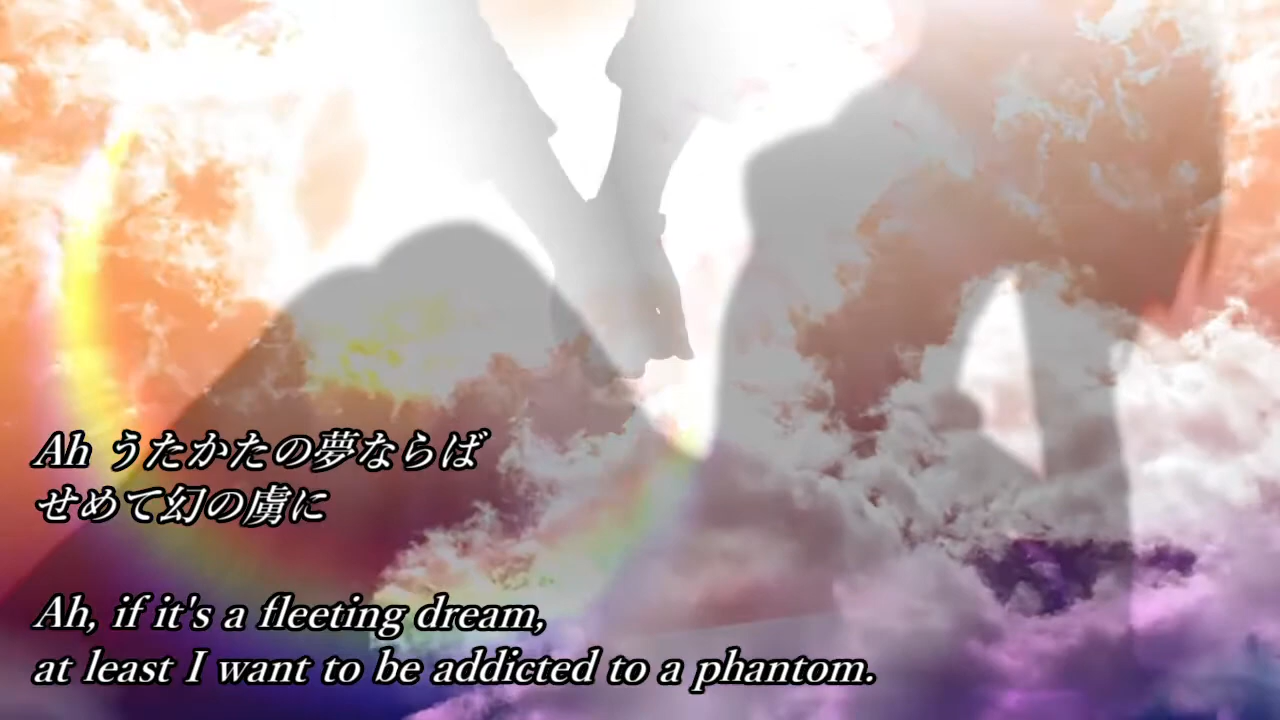 Ah うたかたの夢ならば
せめて幻の虜に
Ah, if it's a fleeting dream,
at least I want to be addicted to a phantom.